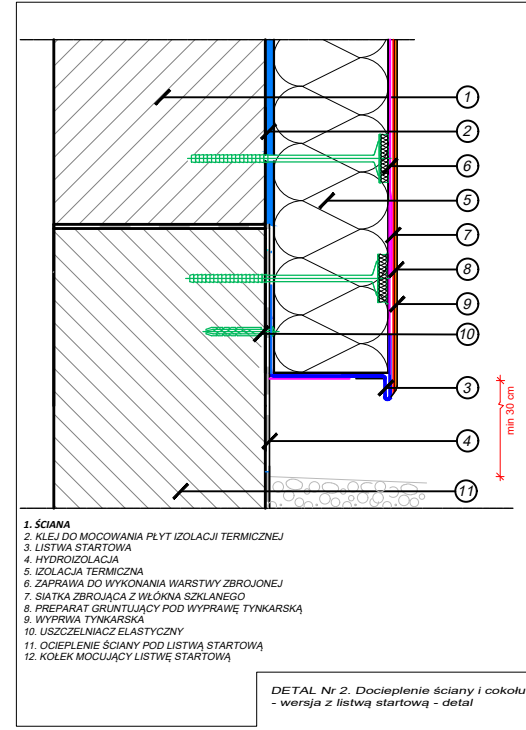 1
2
6
5
7
8
9
10
3
min 30 cm
4
11
1. ŚCIANA
2. KLEJ DO MOCOWANIA PŁYT IZOLACJI TERMICZNEJ
3. LISTWA STARTOWA
4. HYDROIZOLACJA
5. IZOLACJA TERMICZNA
6. ZAPRAWA DO WYKONANIA WARSTWY ZBROJONEJ
7. SIATKA ZBROJĄCA Z WŁÓKNA SZKLANEGO
8. PREPARAT GRUNTUJĄCY POD WYPRAWĘ TYNKARSKĄ
9. WYPRWA TYNKARSKA
10. USZCZELNIACZ ELASTYCZNY
11. OCIEPLENIE ŚCIANY POD LISTWĄ STARTOWĄ
12. KOŁEK MOCUJĄCY LISTWĘ STARTOWĄ
DETAL Nr 2. Docieplenie ściany i cokołu
- wersja z listwą startową - detal